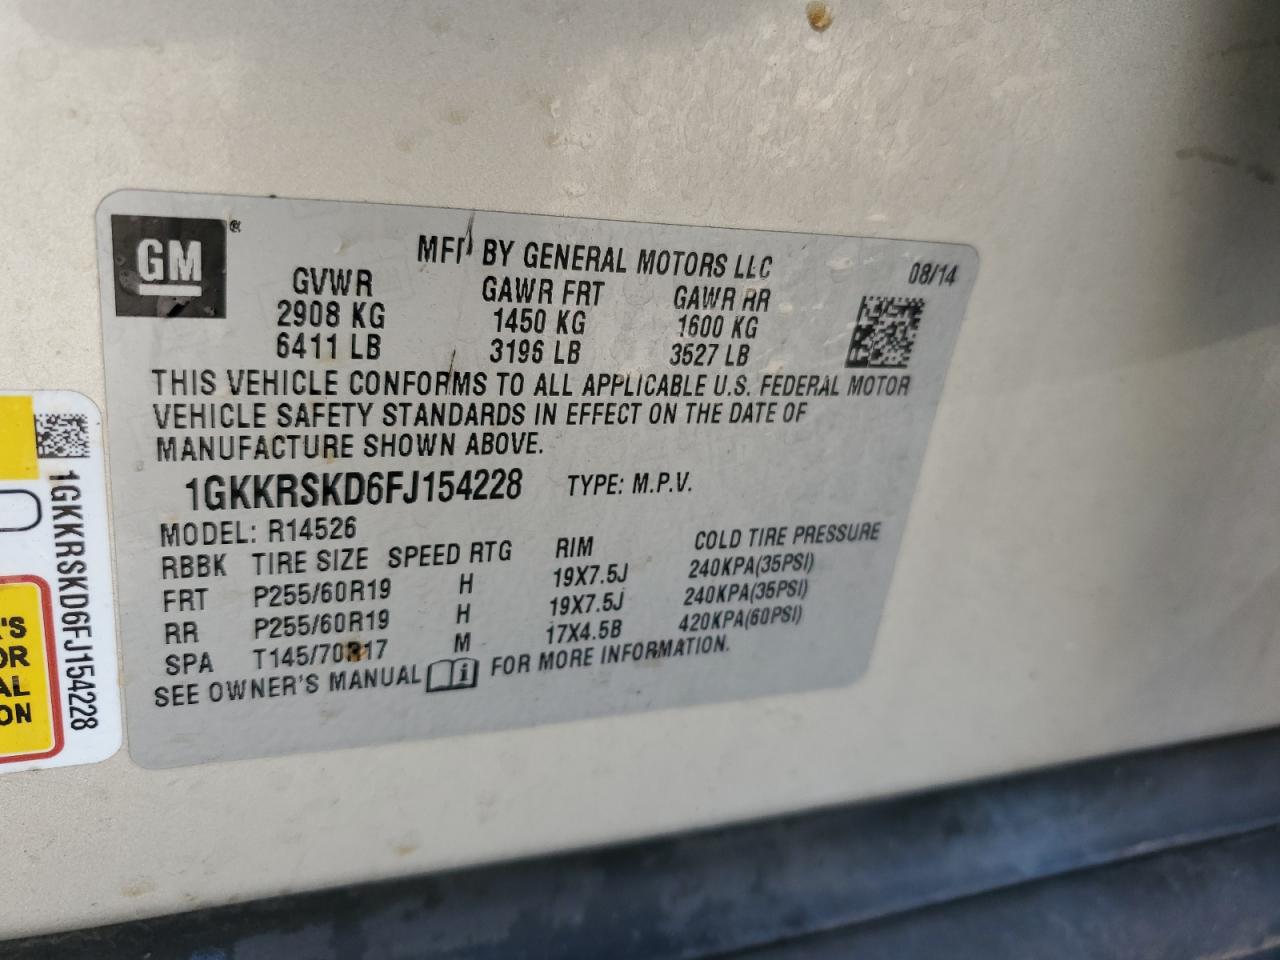 GM®
MFD BY GENERAL MOTORS LLC 08/14
GVWR GAWR FRT GAWR RR
2908 KG 1450 KG 1600 KG
6411 LB 3196 LB 3527 LB
THIS VEHICLE CONFORMS TO ALL APPLICABLE U.S. FEDERAL MOTOR
VEHICLE SAFETY STANDARDS IN EFFECT ON THE DATE OF
MANUFACTURE SHOWN ABOVE.
1GKKRSKD6FJ154228 TYPE: M.P.V.
MODEL: R14526
RBBK TIRE SIZE SPEED RTG RIM COLD TIRE PRESSURE
FRT P255/60R19 H 19X7.5J 240KPA(35PSI)
RR P255/60R19 H 19X7.5J 240KPA(35PSI)
SPA T145/70R17 M 17X4.5B 420KPA(60PSI)
SEE OWNER'S MANUAL FOR MORE INFORMATION.
1GKKRSKD6FJ154228
'S
OR
AL
ON